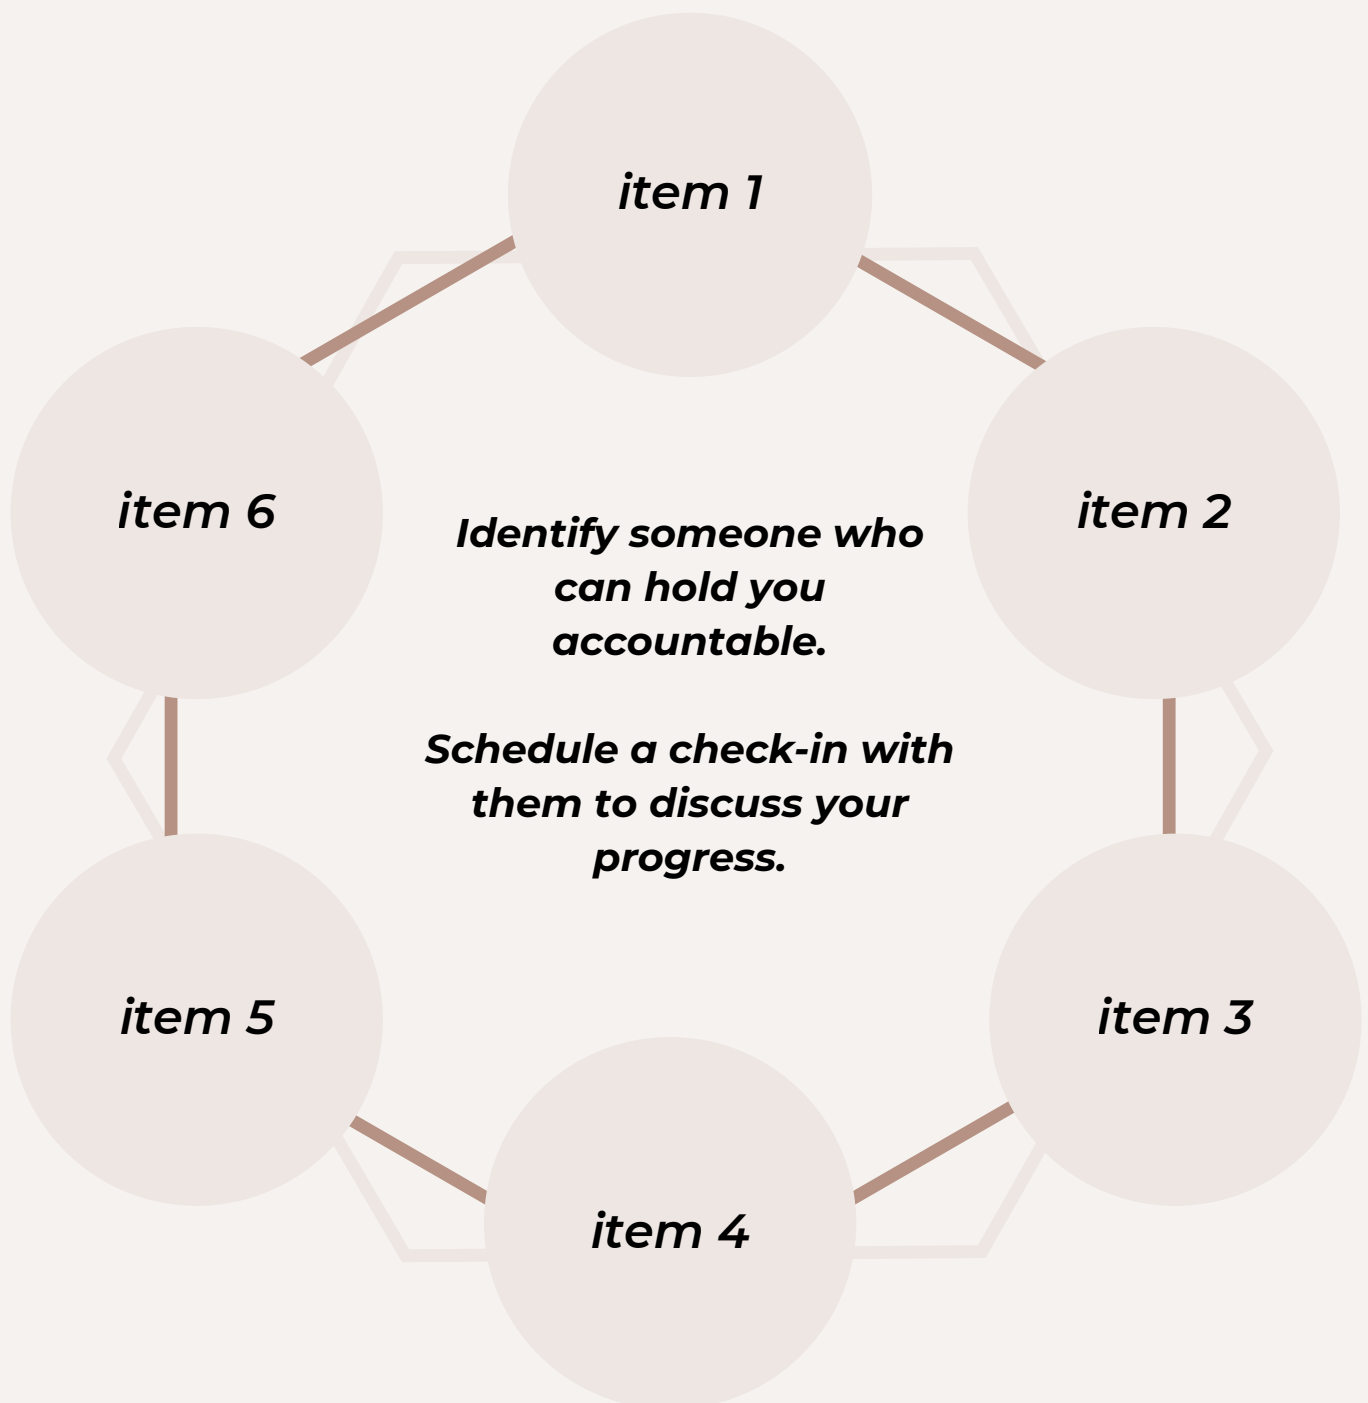 item 1
item 6
item 2
Identify someone who
can hold you
accountable.
Schedule a check-in with
them to discuss your
progress.
item 5
item 3
item 4